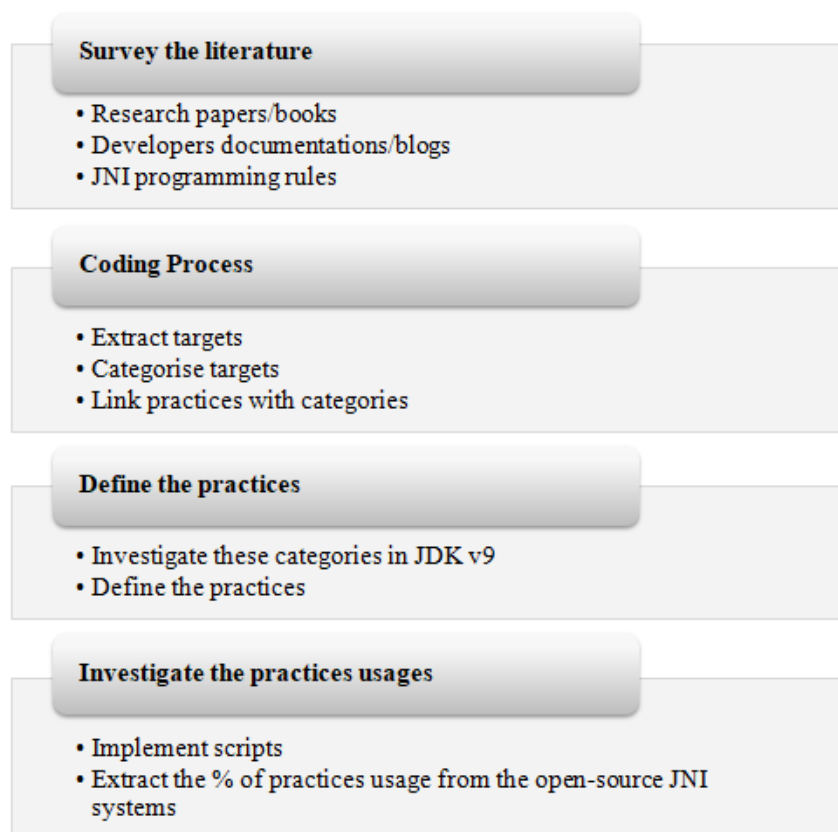 Survey the literature
• Research papers/books
• Developers documentations/blogs
• JNI programming rules
Coding Process
• Extract targets
• Categorise targets
• Link practices with categories
Define the practices
• Investigate these categories in JDK v9
• Define the practices
Investigate the practices usages
• Implement scripts
• Extract the % of practices usage from the open-source JNI
systems